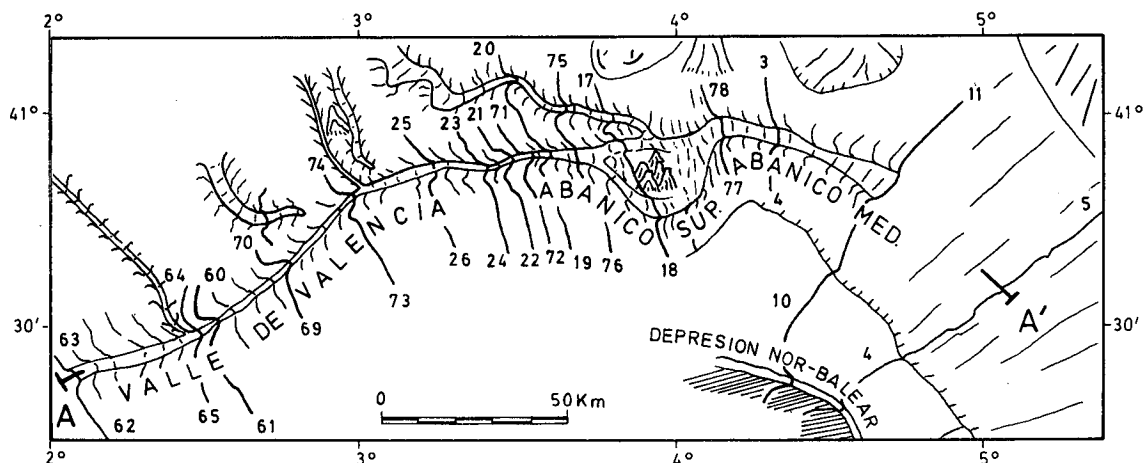 2° 3° 4° 5°
20 75 17 78 3 11
41° 25 23 21 71 41°
74
ABANICO MED.
ABANICO SUP.
77 4 5
VALLE DE VALENCIA
70 26 24 22 72 19 76 18
64 60 73 10 A'
30' 69 30'
63 DEPRESION NOR-BALEAR 4
A 0 50 Km
62 65 61
2° 3° 4° 5°